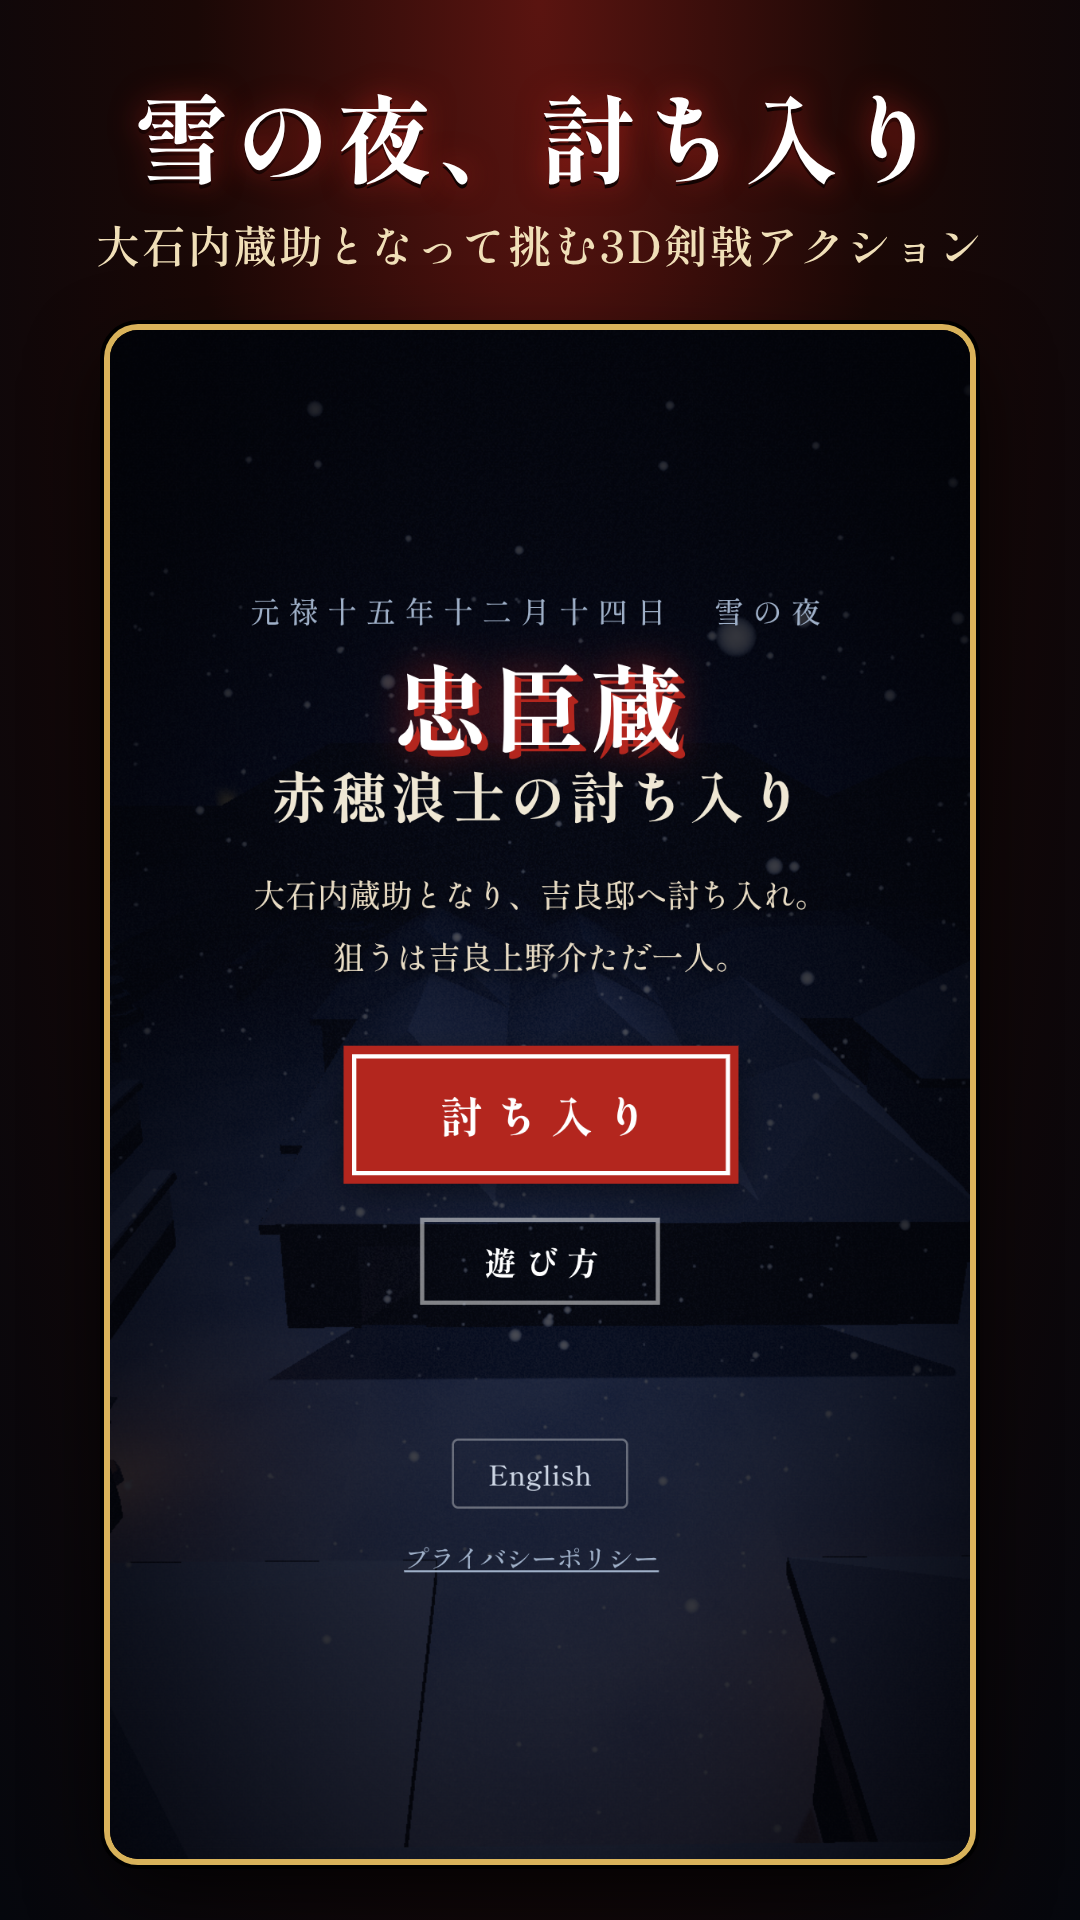 雪の夜、討ち入り
大石内蔵助となって挑む3D剣戟アクション
元禄十五年十二月十四日　雪の夜
忠臣蔵
赤穂浪士の討ち入り
大石内蔵助となり、吉良邸へ討ち入れ。
狙うは吉良上野介ただ一人。
討ち入り
遊び方
English
プライバシーポリシー